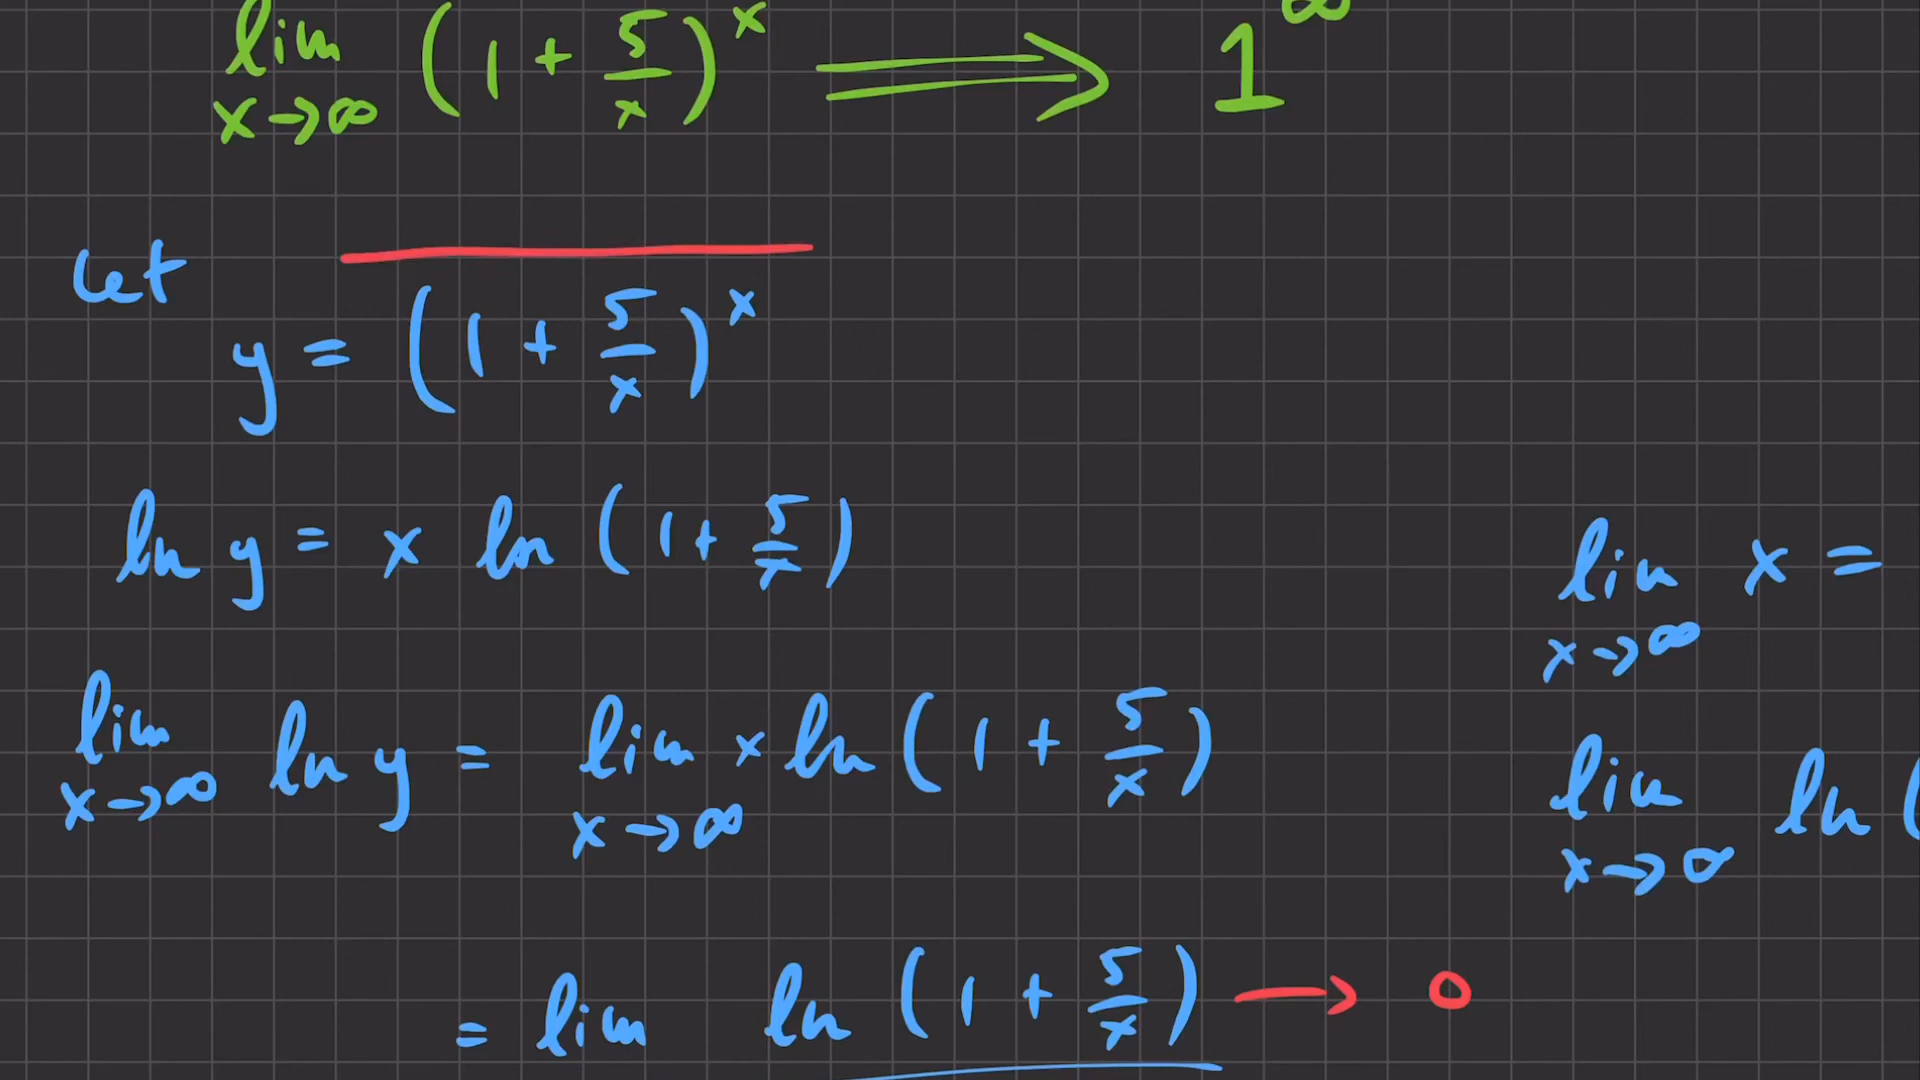 lim x→∞ (1 + 5/x)^x ⟹ 1^∞
Let
y = (1 + 5/x)^x
ln y = x ln (1 + 5/x)
lim x→∞ x =
lim x→∞ ln y = lim x→∞ x ln (1 + 5/x)
lim x→∞ ln (
= lim ln (1 + 5/x) → 0